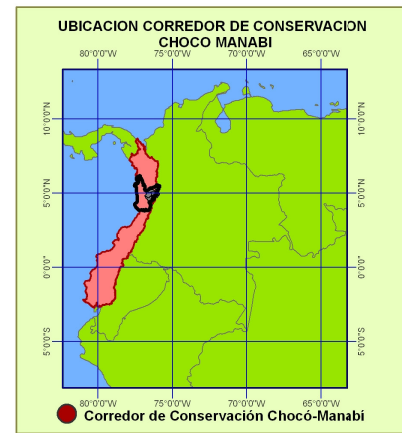 UBICACION CORREDOR DE CONSERVACION
CHOCO MANABI
80°0'0"W 75°0'0"W 70°0'0"W 65°0'0"W
10°0'0"N 10°0'0"N
5°0'0"N 5°0'0"N
0°0'0" 0°0'0"
5°0'0"S 5°0'0"S
80°0'0"W 75°0'0"W 70°0'0"W 65°0'0"W
Corredor de Conservación Chocó-Manabí